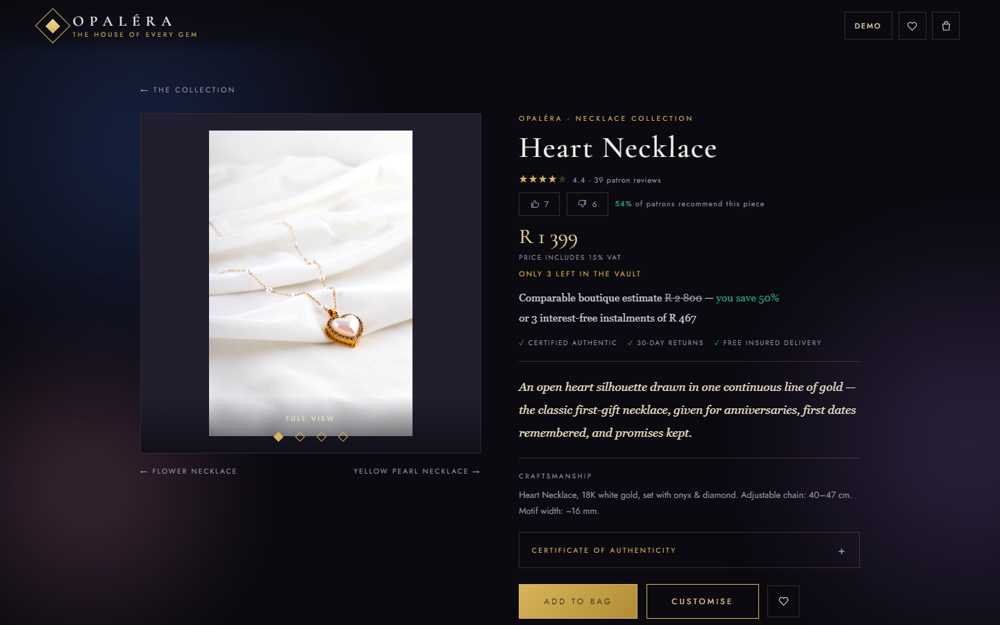 OPALÉRA
THE HOUSE OF EVERY GEM
DEMO
← THE COLLECTION
FULL VIEW
← FLOWER NECKLACE
YELLOW PEARL NECKLACE →
OPALÉRA · NECKLACE COLLECTION
Heart Necklace
★★★★★ 4.4 · 39 patron reviews
7
6
54% of patrons recommend this piece
R 1 399
PRICE INCLUDES 15% VAT
ONLY 3 LEFT IN THE VAULT
Comparable boutique estimate R 2 800 — you save 50%
or 3 interest-free instalments of R 467
✓ CERTIFIED AUTHENTIC ✓ 30-DAY RETURNS ✓ FREE INSURED DELIVERY
An open heart silhouette drawn in one continuous line of gold —
the classic first-gift necklace, given for anniversaries, first dates
remembered, and promises kept.
CRAFTSMANSHIP
Heart Necklace, 18K white gold, set with onyx & diamond. Adjustable chain: 40–47 cm.
Motif width: ~16 mm.
CERTIFICATE OF AUTHENTICITY +
ADD TO BAG
CUSTOMISE